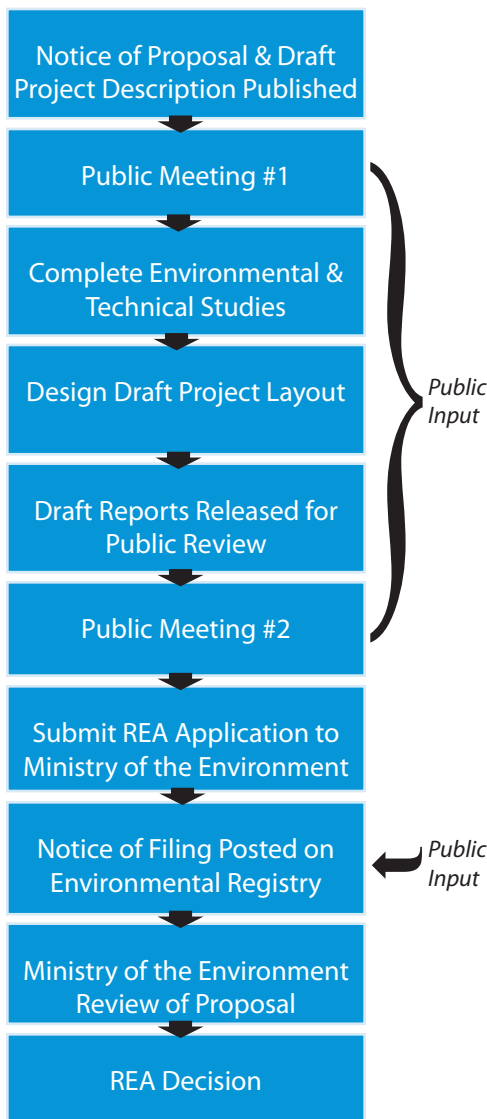 Notice of Proposal & Draft
Project Description Published
Public Meeting #1
Complete Environmental &
Technical Studies
Design Draft Project Layout
Public
Input
Draft Reports Released for
Public Review
Public Meeting #2
Submit REA Application to
Ministry of the Environment
Notice of Filing Posted on
Environmental Registry
Public
Input
Ministry of the Environment
Review of Proposal
REA Decision